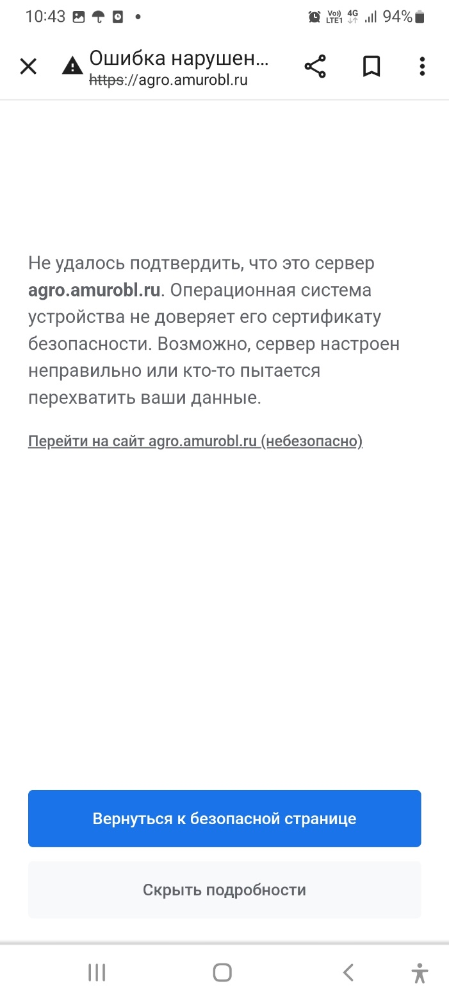 10:43
Vo)) 4G 94%
LTE1
Ошибка нарушен...
https://agro.amurobl.ru
Не удалось подтвердить, что это сервер
agro.amurobl.ru. Операционная система
устройства не доверяет его сертификату
безопасности. Возможно, сервер настроен
неправильно или кто-то пытается
перехватить ваши данные.
Перейти на сайт agro.amurobl.ru (небезопасно)
Вернуться к безопасной странице
Скрыть подробности